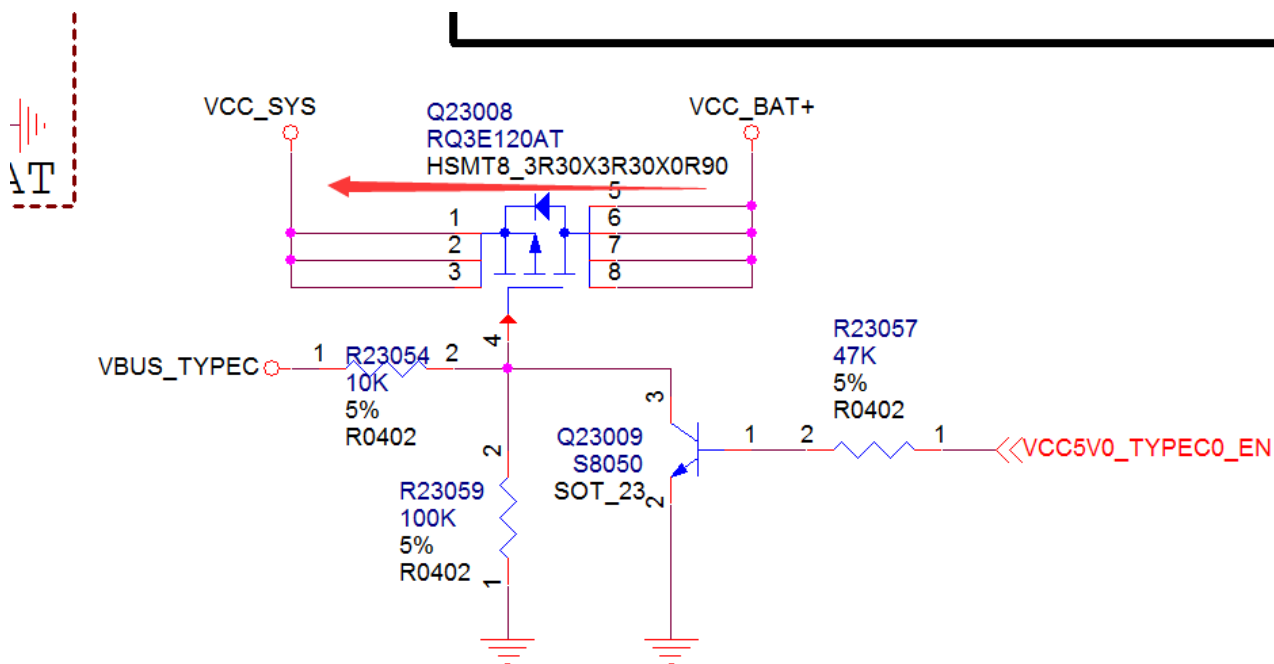 VCC_SYS
Q23008
RQ3E120AT
HSMT8_3R30X3R30X0R90
VCC_BAT+
5
1
6
2
7
3
8
4
VBUS_TYPEC
1
R23054
2
10K
5%
R0402
R23057
47K
5%
R0402
3
Q23009
S8050
SOT_23
1
2
1
VCC5V0_TYPEC0_EN
2
2
R23059
100K
5%
R0402
1